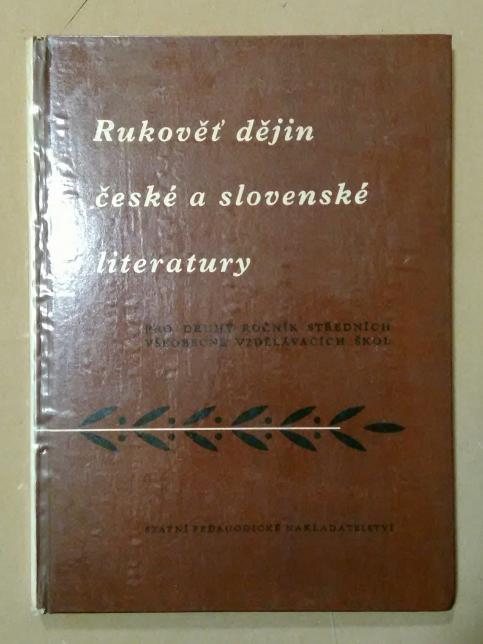 Rukověť dějin
české a slovenské
literatury
PRO DRUHÝ ROČNÍK STŘEDNÍCH
VŠEOBECNĚ VZDĚLÁVACÍCH ŠKOL
STÁTNÍ PEDAGOGICKÉ NAKLADATELSTVÍ